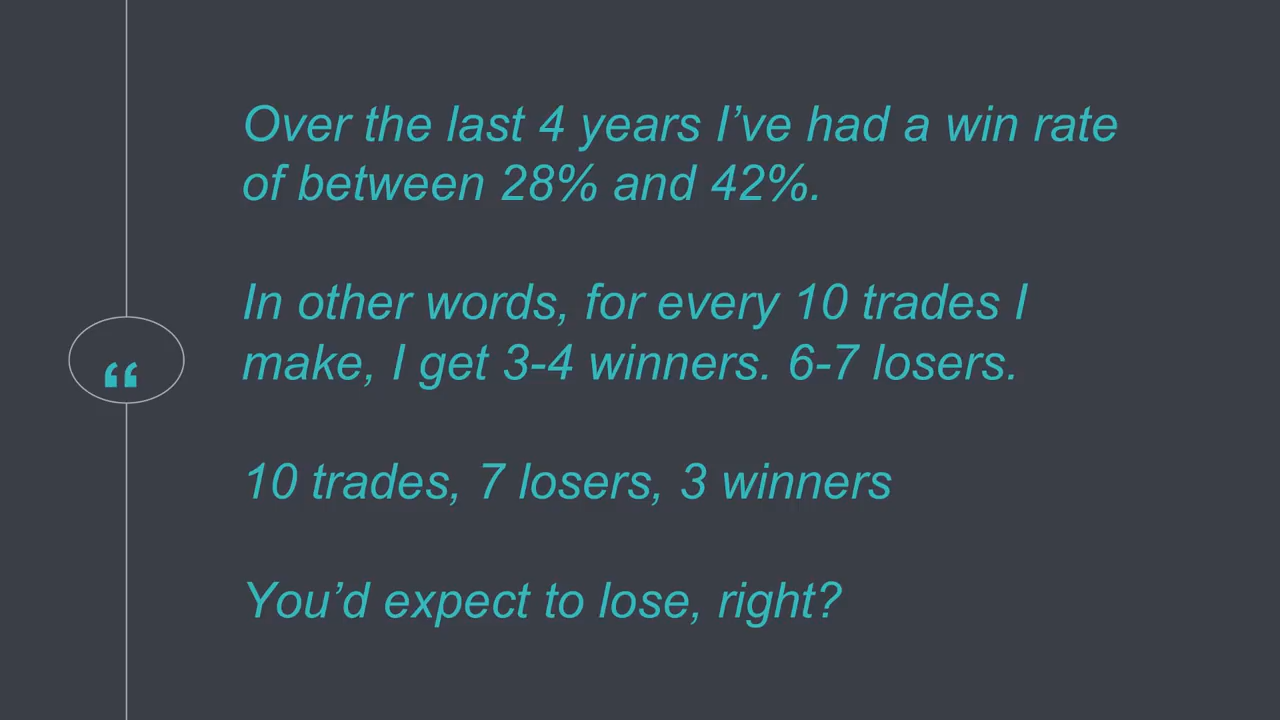 Over the last 4 years I’ve had a win rate
of between 28% and 42%.
In other words, for every 10 trades I
make, I get 3-4 winners. 6-7 losers.
“
10 trades, 7 losers, 3 winners
You’d expect to lose, right?